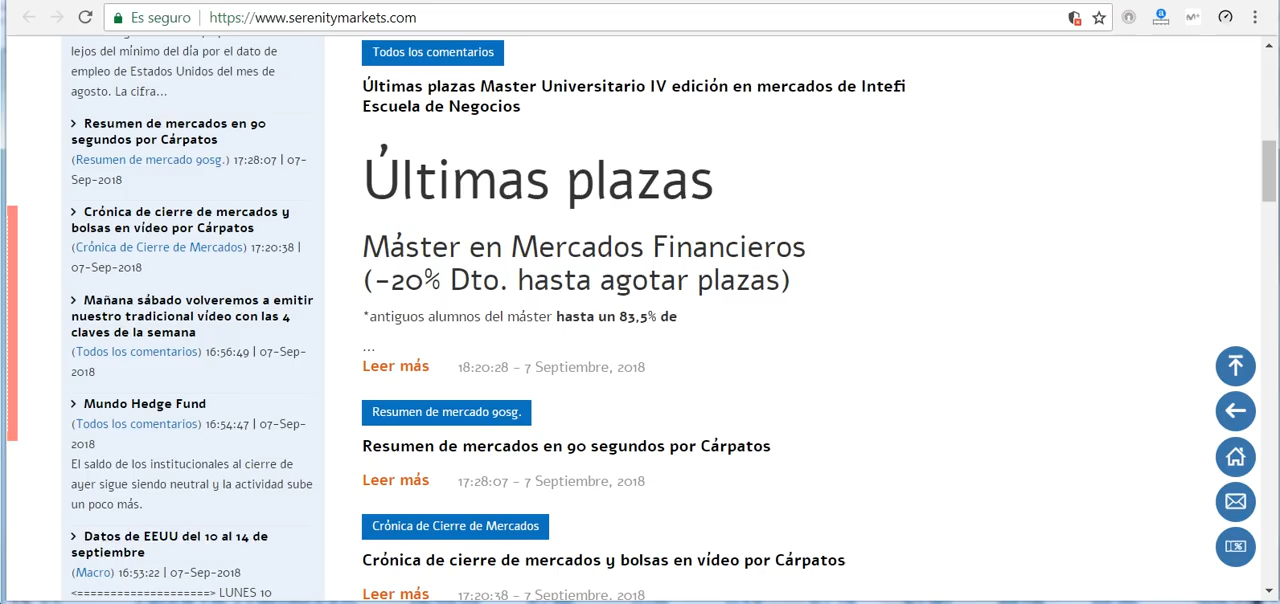 Es seguro | https://www.serenitymarkets.com
lejos del mínimo del día por el dato de
empleo de Estados Unidos del mes de
agosto. La cifra...
> Resumen de mercados en 90
segundos por Cárpatos
(Resumen de mercado 90sg.) 17:28:07 | 07-
Sep-2018
> Crónica de cierre de mercados y
bolsas en vídeo por Cárpatos
(Crónica de Cierre de Mercados) 17:20:38 |
07-Sep-2018
> Mañana sábado volveremos a emitir
nuestro tradicional vídeo con las 4
claves de la semana
(Todos los comentarios) 16:56:49 | 07-Sep-
2018
> Mundo Hedge Fund
(Todos los comentarios) 16:54:47 | 07-Sep-
2018
El saldo de los institucionales al cierre de
ayer sigue siendo neutral y la actividad sube
un poco más.
> Datos de EEUU del 10 al 14 de
septiembre
(Macro) 16:53:22 | 07-Sep-2018
<====================> LUNES 10
Todos los comentarios
Últimas plazas Master Universitario IV edición en mercados de Intefi
Escuela de Negocios
Últimas plazas
Máster en Mercados Financieros
(-20% Dto. hasta agotar plazas)
*antiguos alumnos del máster hasta un 83,5% de
...
Leer más 18:20:28 - 7 Septiembre, 2018
Resumen de mercado 90sg.
Resumen de mercados en 90 segundos por Cárpatos
Leer más 17:28:07 - 7 Septiembre, 2018
Crónica de Cierre de Mercados
Crónica de cierre de mercados y bolsas en vídeo por Cárpatos
Leer más 17:20:38 - 7 Septiembre, 2018